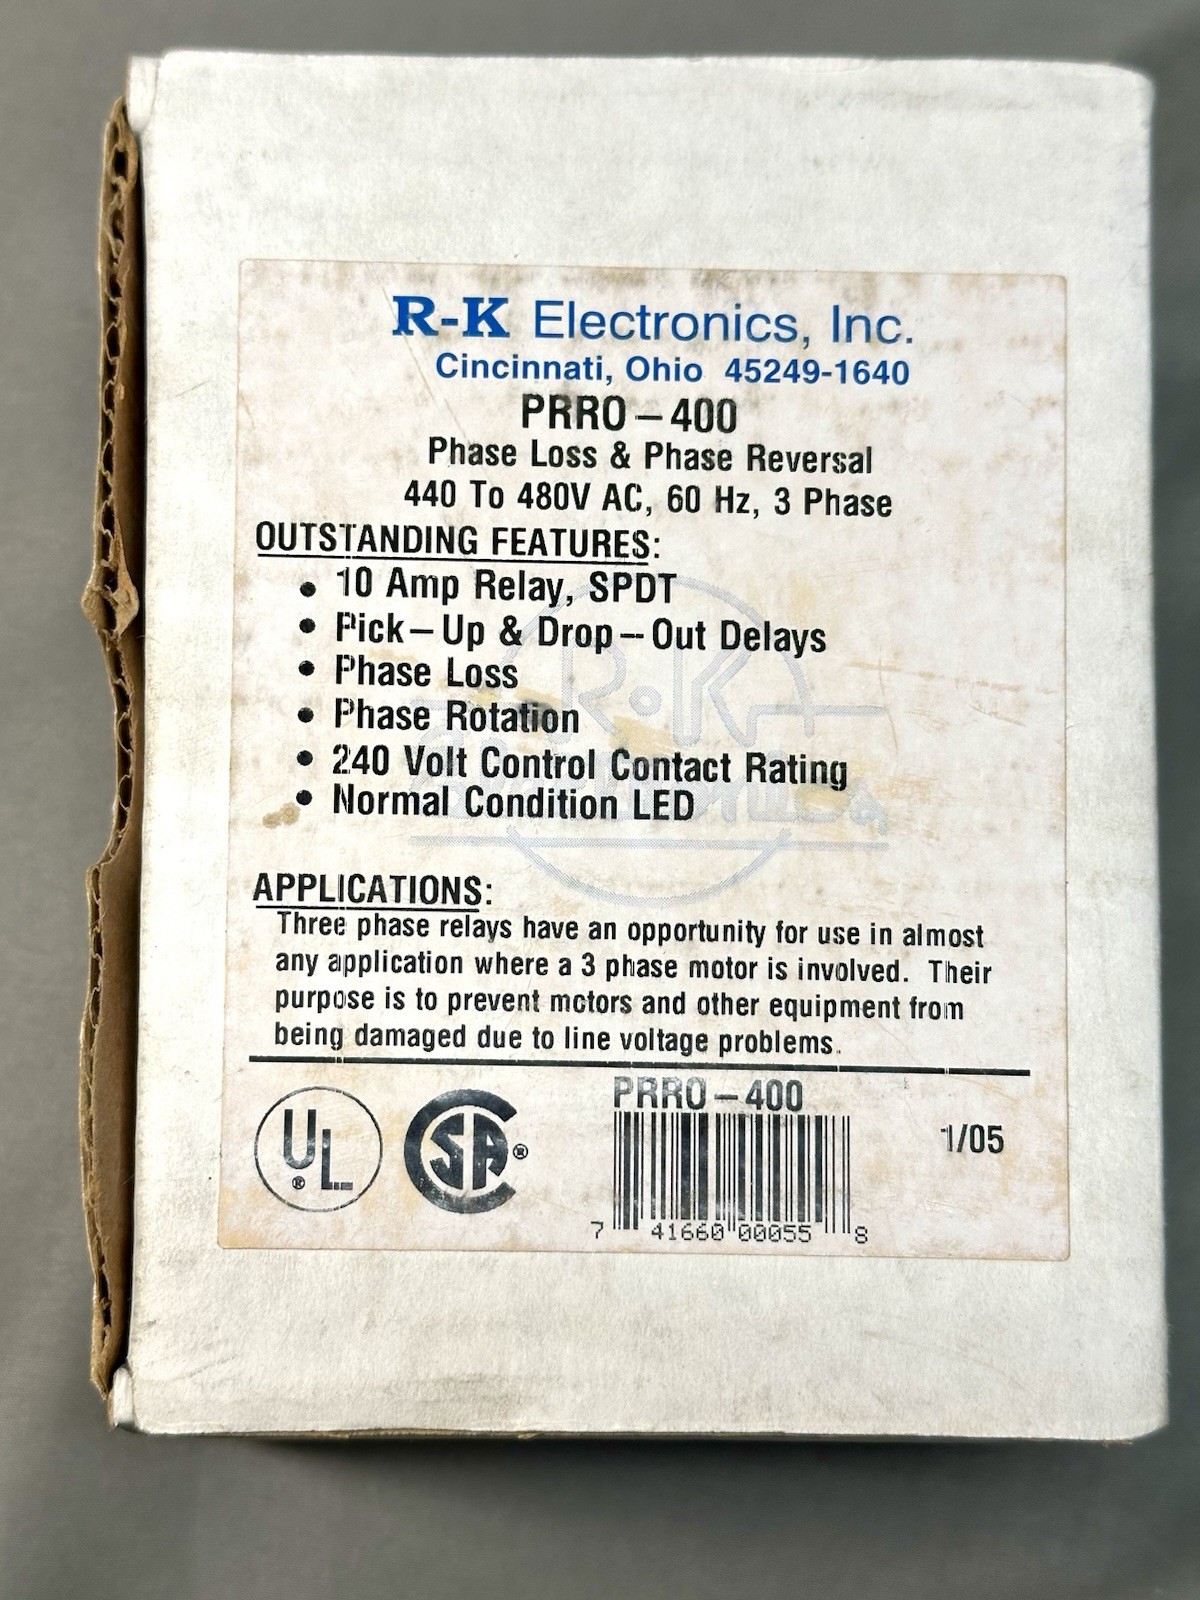 R-K Electronics, Inc.
Cincinnati, Ohio 45249-1640
PRRO-400
Phase Loss & Phase Reversal
440 To 480V AC, 60 Hz, 3 Phase
OUTSTANDING FEATURES:
• 10 Amp Relay, SPDT
• Pick-Up & Drop-Out Delays
• Phase Loss
• Phase Rotation
• 240 Volt Control Contact Rating
• Normal Condition LED
R•K
APPLICATIONS:
Three phase relays have an opportunity for use in almost
any application where a 3 phase motor is involved. Their
purpose is to prevent motors and other equipment from
being damaged due to line voltage problems.
UL® CSA® PRRO-400
1/05
7 41660 00055 8